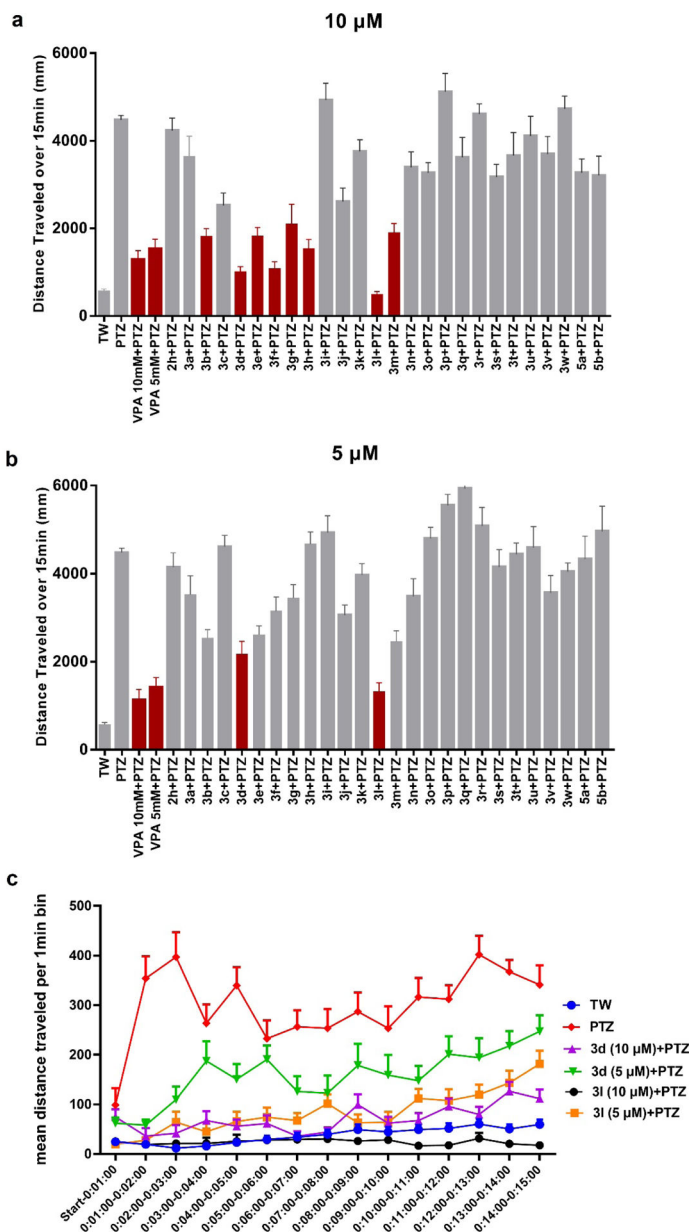 a
10 µM
Distance Traveled over 15min (mm)
6000
4000
2000
0
TW
PTZ
VPA 10mM+PTZ
VPA 5mM+PTZ
2h+PTZ
3a+PTZ
3b+PTZ
3c+PTZ
3d+PTZ
3e+PTZ
3f+PTZ
3g+PTZ
3h+PTZ
3i+PTZ
3j+PTZ
3k+PTZ
3l+PTZ
3m+PTZ
3n+PTZ
3o+PTZ
3p+PTZ
3q+PTZ
3r+PTZ
3s+PTZ
3t+PTZ
3u+PTZ
3v+PTZ
3w+PTZ
5a+PTZ
5b+PTZ
b
5 µM
Distance Traveled over 15min (mm)
6000
4000
2000
0
TW
PTZ
VPA 10mM+PTZ
VPA 5mM+PTZ
2h+PTZ
3a+PTZ
3b+PTZ
3c+PTZ
3d+PTZ
3e+PTZ
3f+PTZ
3g+PTZ
3h+PTZ
3i+PTZ
3j+PTZ
3k+PTZ
3l+PTZ
3m+PTZ
3n+PTZ
3o+PTZ
3p+PTZ
3q+PTZ
3r+PTZ
3s+PTZ
3t+PTZ
3u+PTZ
3v+PTZ
3w+PTZ
5a+PTZ
5b+PTZ
c
mean distance traveled per 1min bin
500
400
300
200
100
0
Start-0:01:00
0:01:00-0:02:00
0:02:00-0:03:00
0:03:00-0:04:00
0:04:00-0:05:00
0:05:00-0:06:00
0:06:00-0:07:00
0:07:00-0:08:00
0:08:00-0:09:00
0:09:00-0:10:00
0:10:00-0:11:00
0:11:00-0:12:00
0:12:00-0:13:00
0:13:00-0:14:00
0:14:00-0:15:00
TW
PTZ
3d (10 µM)+PTZ
3d (5 µM)+PTZ
3l (10 µM)+PTZ
3l (5 µM)+PTZ